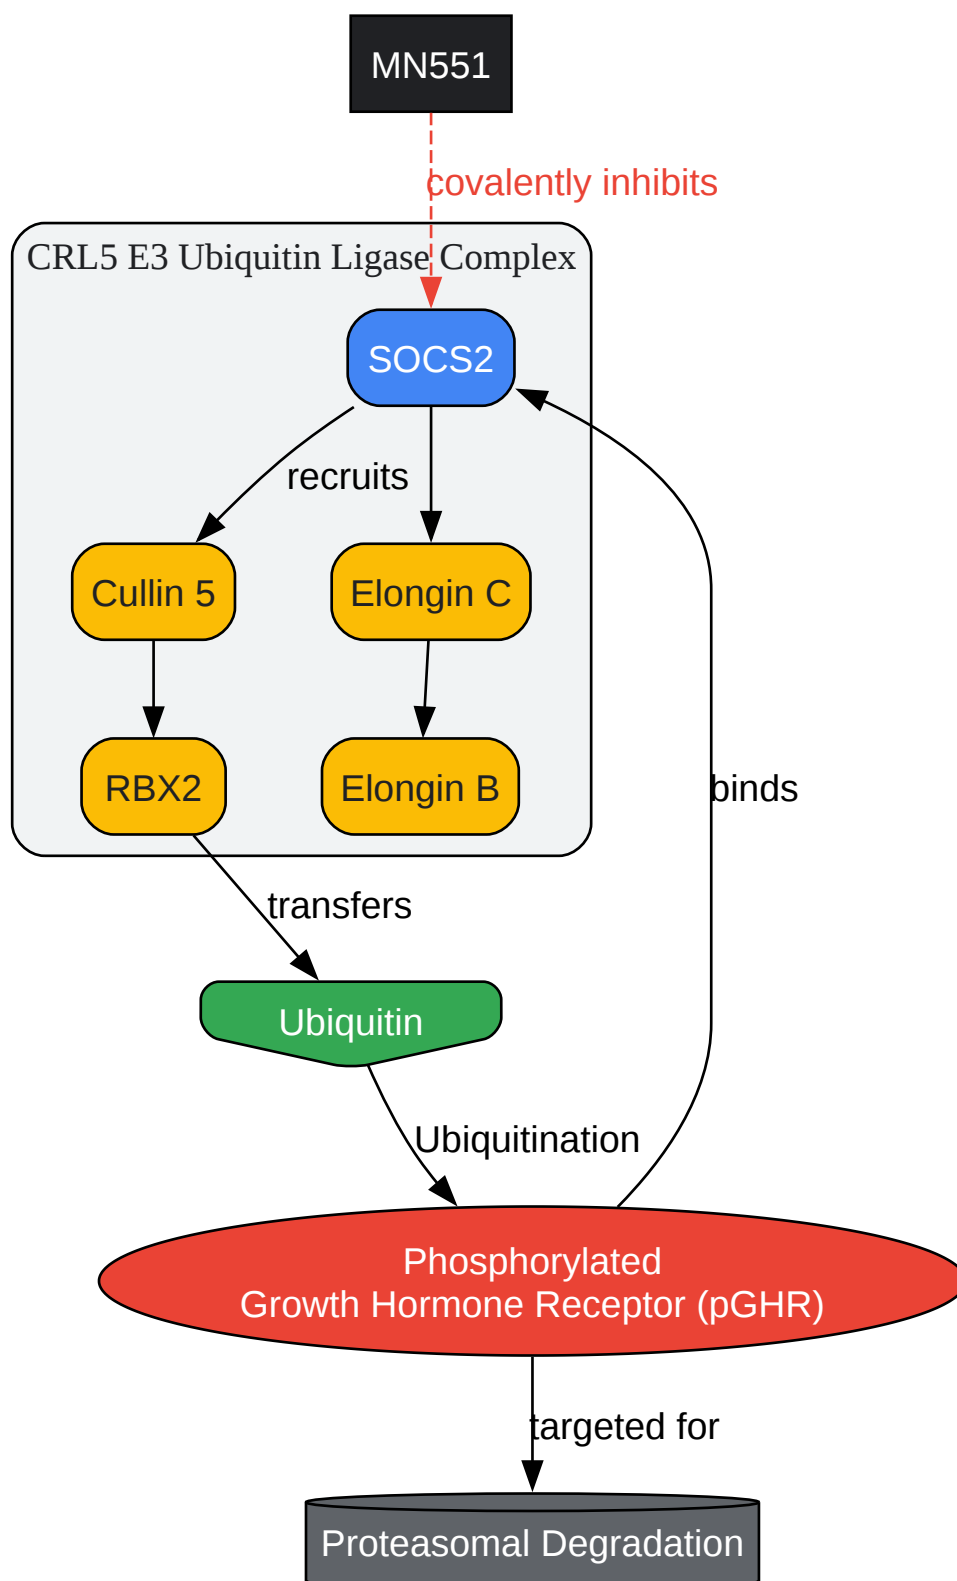 MN551
covalently inhibits
CRL5 E3 Ubiquitin Ligase Complex
SOCS2
recruits
Cullin 5
Elongin C
RBX2
Elongin B
binds
transfers
Ubiquitin
Ubiquitination
Phosphorylated
Growth Hormone Receptor (pGHR)
targeted for
Proteasomal Degradation